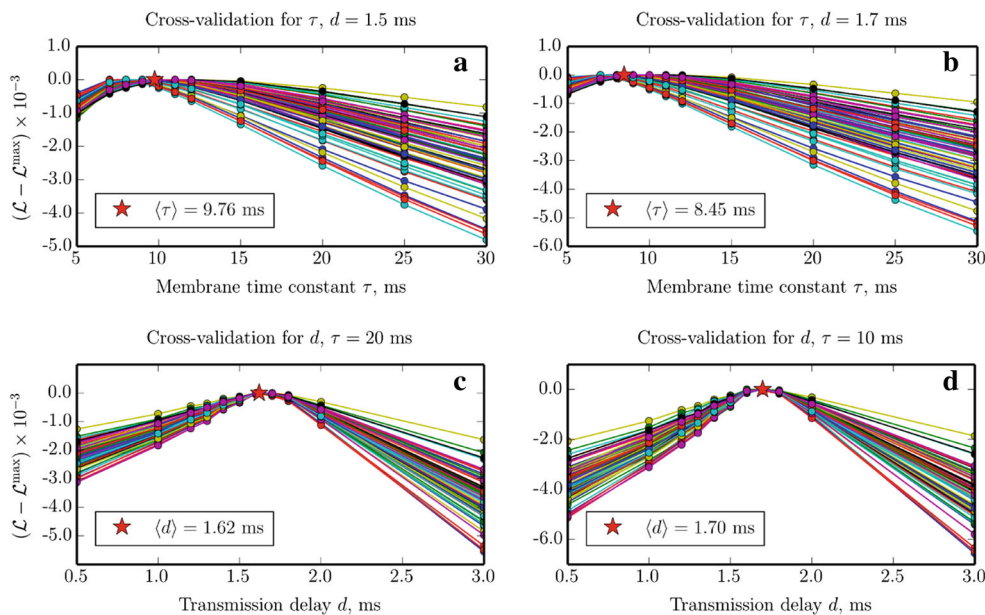 Cross-validation for τ, d = 1.5 ms
a
(ℒ − ℒ^max) × 10^−3
1.0
0.0
-1.0
-2.0
-3.0
-4.0
-5.0
⟨τ⟩ = 9.76 ms
5 10 15 20 25 30
Membrane time constant τ, ms
Cross-validation for τ, d = 1.7 ms
b
1.0
0.0
-1.0
-2.0
-3.0
-4.0
-5.0
-6.0
⟨τ⟩ = 8.45 ms
5 10 15 20 25 30
Membrane time constant τ, ms
Cross-validation for d, τ = 20 ms
c
(ℒ − ℒ^max) × 10^−3
0.0
-1.0
-2.0
-3.0
-4.0
-5.0
⟨d⟩ = 1.62 ms
0.5 1.0 1.5 2.0 2.5 3.0
Transmission delay d, ms
Cross-validation for d, τ = 10 ms
d
0.0
-2.0
-4.0
-6.0
⟨d⟩ = 1.70 ms
0.5 1.0 1.5 2.0 2.5 3.0
Transmission delay d, ms